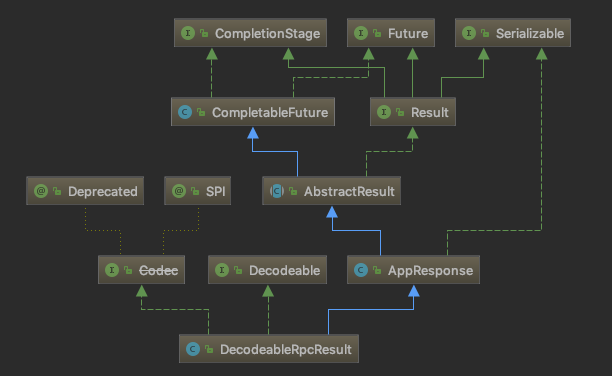 CompletionStage
Future
Serializable
CompletableFuture
Result
Deprecated
SPI
AbstractResult
Codec
Decodeable
AppResponse
DecodeableRpcResult